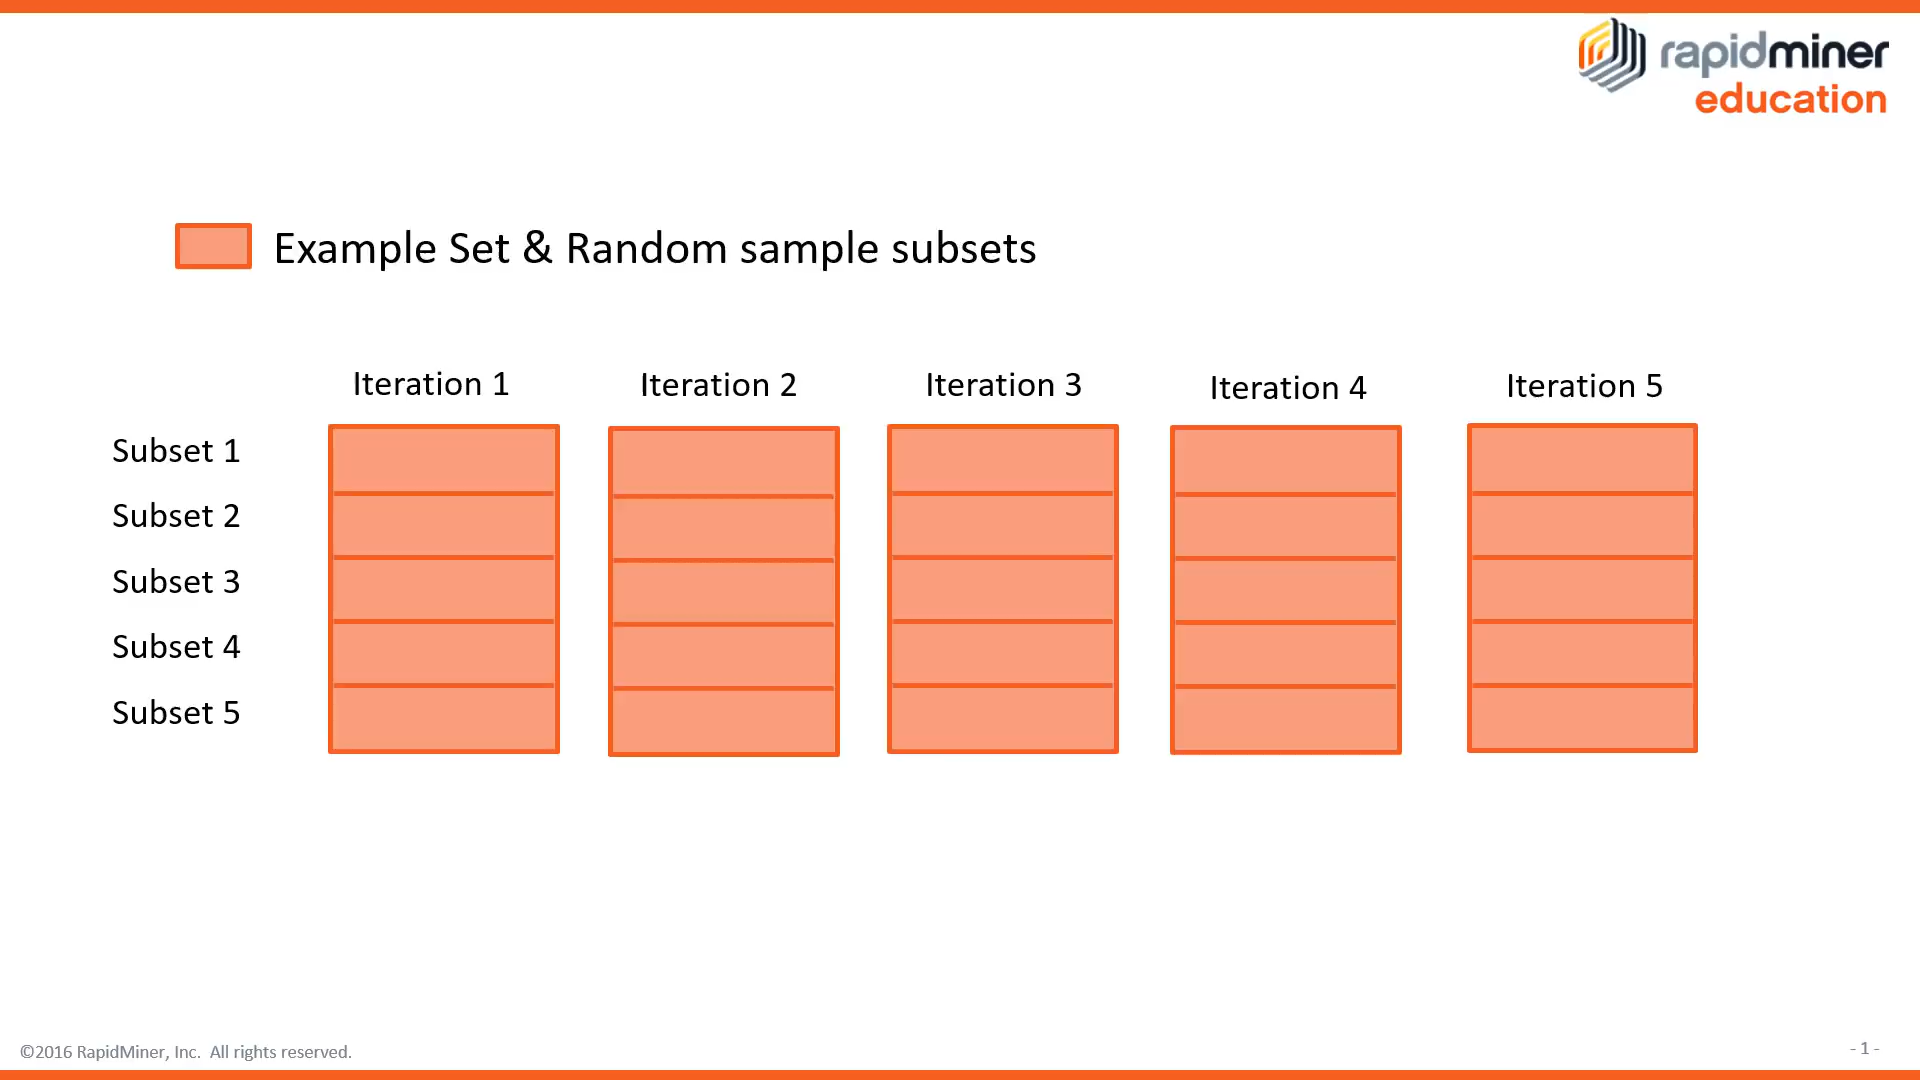 rapidminer
education
Example Set & Random sample subsets
Iteration 1 Iteration 2 Iteration 3 Iteration 4 Iteration 5
Subset 1
Subset 2
Subset 3
Subset 4
Subset 5
©2016 RapidMiner, Inc. All rights reserved.
- 1 -